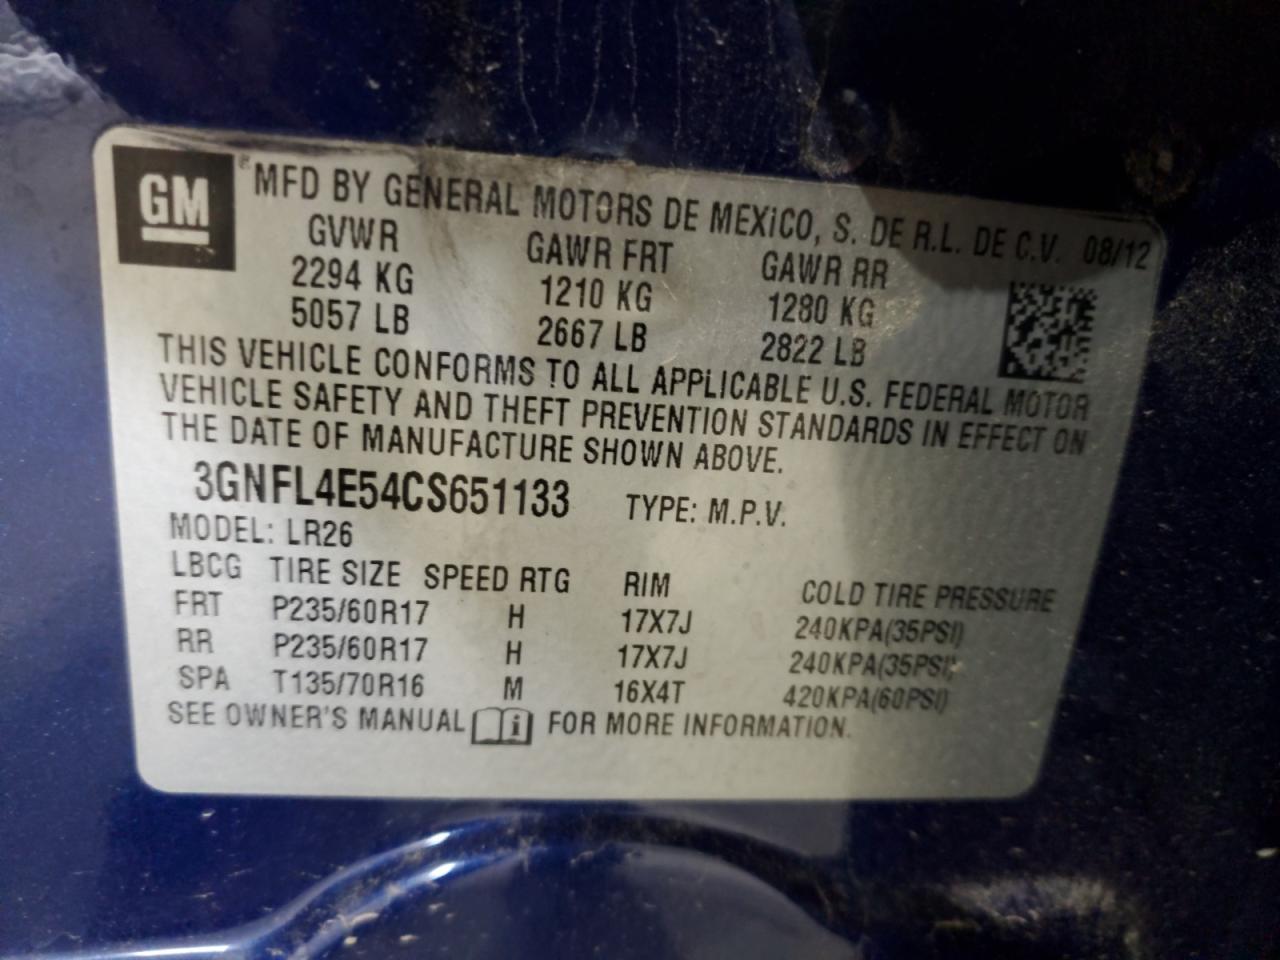 GM ® MFD BY GENERAL MOTORS DE MEXICO, S. DE R.L. DE C.V. 08/12
GVWR GAWR FRT GAWR RR
2294 KG 1210 KG 1280 KG
5057 LB 2667 LB 2822 LB
THIS VEHICLE CONFORMS TO ALL APPLICABLE U.S. FEDERAL MOTOR
VEHICLE SAFETY AND THEFT PREVENTION STANDARDS IN EFFECT ON
THE DATE OF MANUFACTURE SHOWN ABOVE.
3GNFL4E54CS651133 TYPE: M.P.V.
MODEL: LR26
LBCG TIRE SIZE SPEED RTG RIM COLD TIRE PRESSURE
FRT P235/60R17 H 17X7J 240KPA(35PSI)
RR P235/60R17 H 17X7J 240KPA(35PSI)
SPA T135/70R16 M 16X4T 420KPA(60PSI)
SEE OWNER'S MANUAL i FOR MORE INFORMATION.